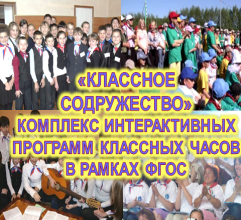 «КЛАССНОЕ
СОДРУЖЕСТВО»
КОМПЛЕКС ИНТЕРАКТИВНЫХ
ПРОГРАММ КЛАССНЫХ ЧАСОВ
В РАМКАХ ФГОС